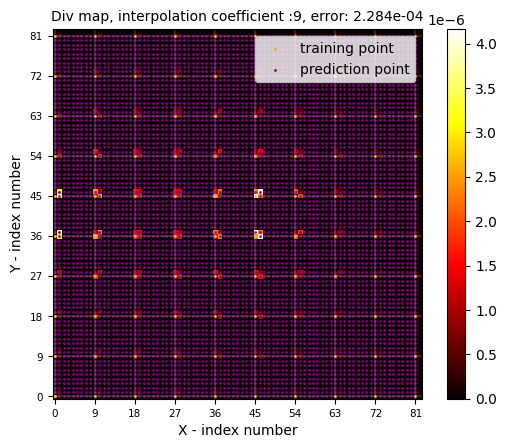 Div map, interpolation coefficient :9, error: 2.284e-04
1e−6
training point
prediction point
81
72
63
54
45
36
27
18
9
0
Y - index number
0 9 18 27 36 45 54 63 72 81
X - index number
4.0
3.5
3.0
2.5
2.0
1.5
1.0
0.5
0.0